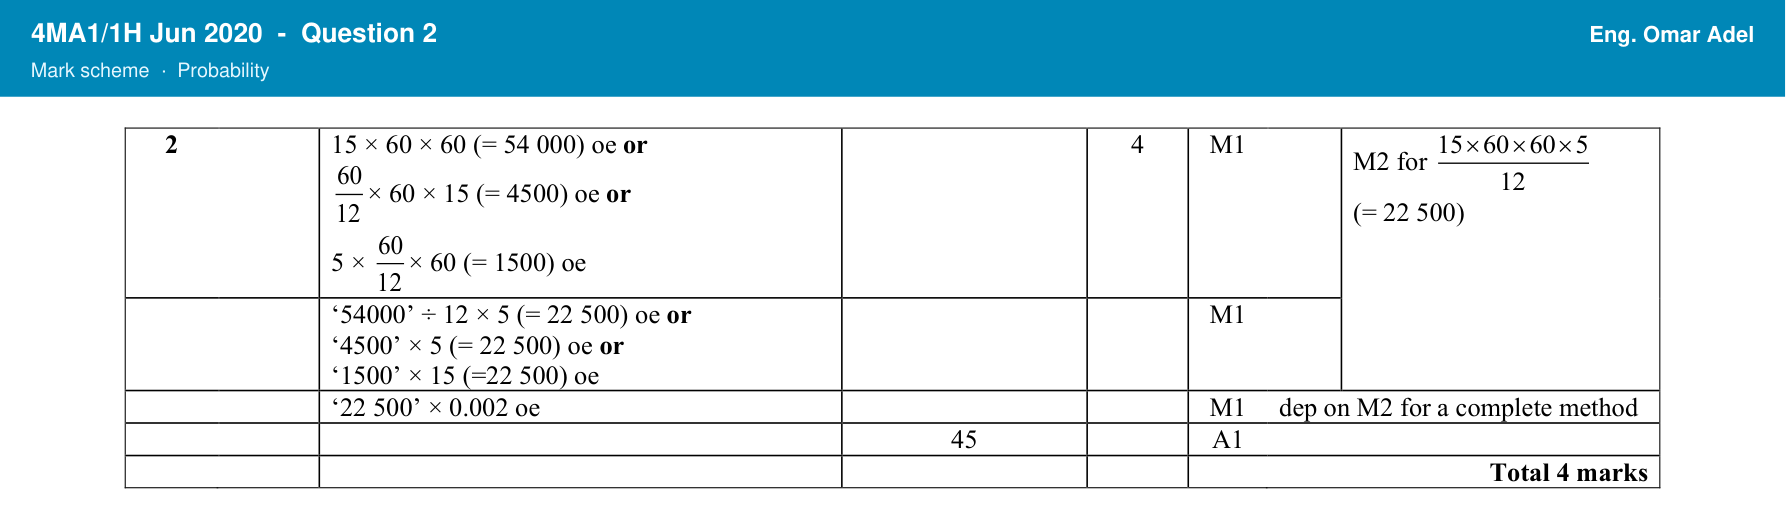 4MA1/1H Jun 2020 - Question 2
Eng. Omar Adel
Mark scheme · Probability
2
15 × 60 × 60 (= 54 000) oe or
60/12 × 60 × 15 (= 4500) oe or
5 × 60/12 × 60 (= 1500) oe
4
M1
M2 for 15×60×60×5/12
(= 22 500)
‘54000’ ÷ 12 × 5 (= 22 500) oe or
‘4500’ × 5 (= 22 500) oe or
‘1500’ × 15 (=22 500) oe
M1
‘22 500’ × 0.002 oe
M1
dep on M2 for a complete method
45
A1
Total 4 marks